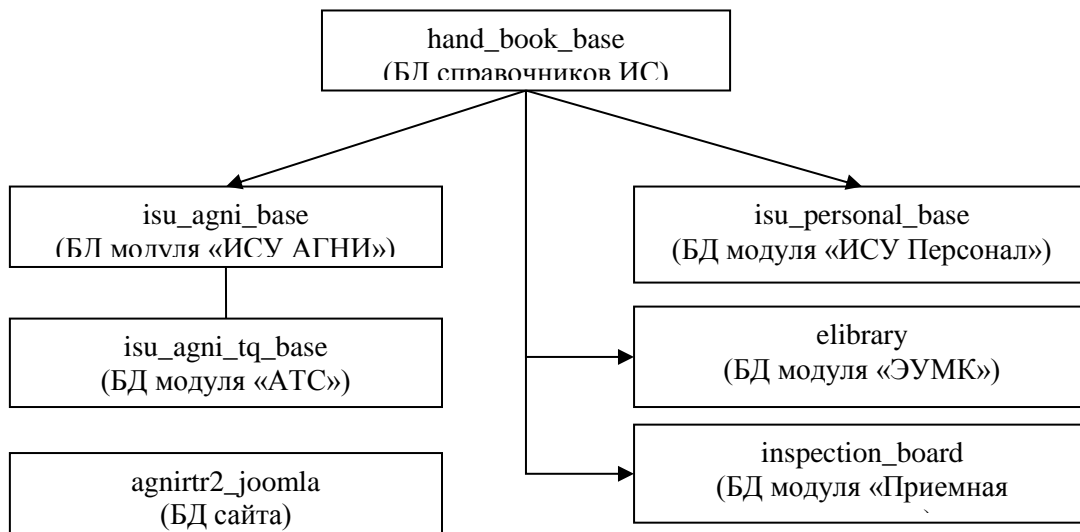 hand_book_base
(БД справочников ИС)
isu_agni_base
(БД модуля «ИСУ АГНИ»)
isu_personal_base
(БД модуля «ИСУ Персонал»)
isu_agni_tq_base
(БД модуля «АТС»)
elibrary
(БД модуля «ЭУМК»)
agnirtr2_joomla
(БД сайта)
inspection_board
(БД модуля «Приемная